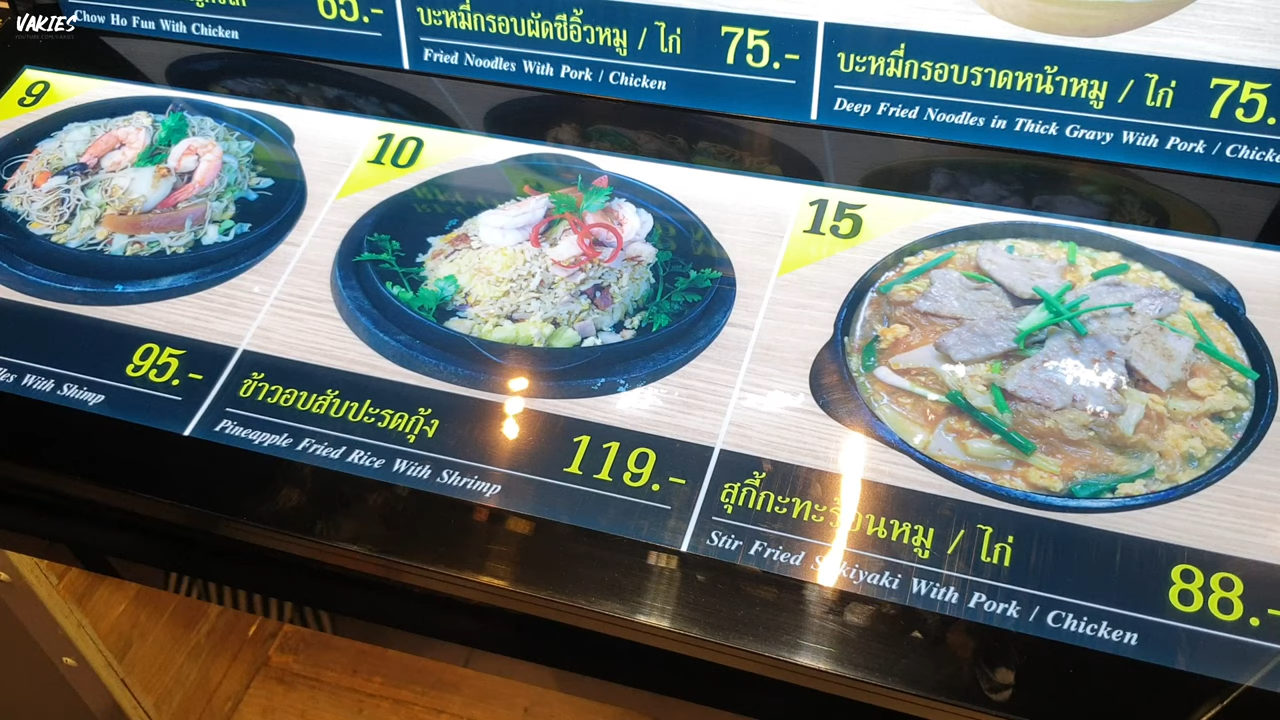 VAKIES
65.-
Chow Ho Fun With Chicken
บะหมี่กรอบผัดซีอิ๊วหมู / ไก่
75.-
Fried Noodles With Pork / Chicken
บะหมี่กรอบราดหน้าหมู / ไก่
75.
Deep Fried Noodles in Thick Gravy With Pork / Chicke
9
95.-
With Shimp
10
ข้าวอบสับปะรดกุ้ง
Pineapple Fried Rice With Shrimp
119.-
15
สุกี้กะทะร้อนหมู / ไก่
Stir Fried Sukiyaki With Pork / Chicken
88.-